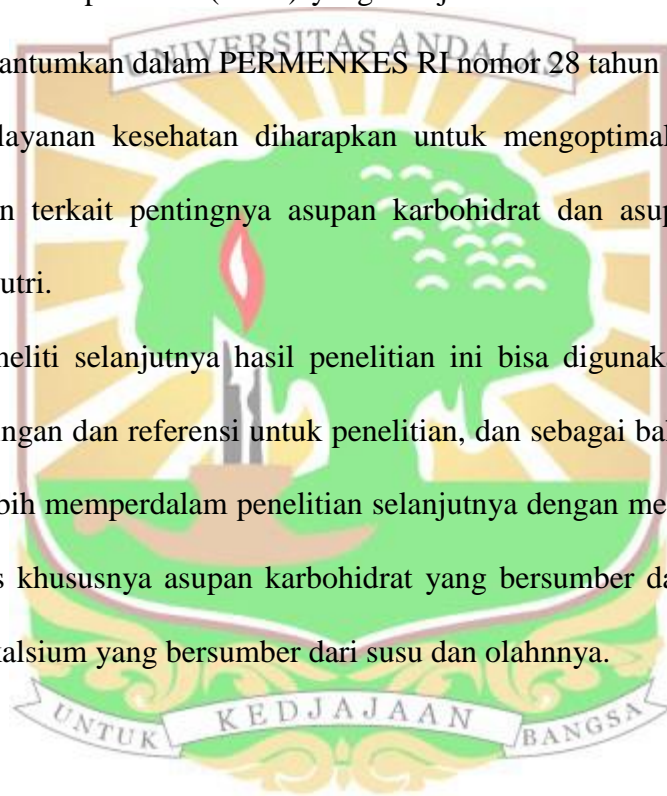 UNIVERSITAS ANDALAS
antumkan dalam PERMENKES RI nomor 28 tahun
layanan kesehatan diharapkan untuk mengoptimal
n terkait pentingnya asupan karbohidrat dan asup
utri.
neliti selanjutnya hasil penelitian ini bisa digunak
ngan dan referensi untuk penelitian, dan sebagai bal
bih memperdalam penelitian selanjutnya dengan me
s khususnya asupan karbohidrat yang bersumber da
kalsium yang bersumber dari susu dan olahnnya.
UNTUK KEDJAJAAN BANGSA